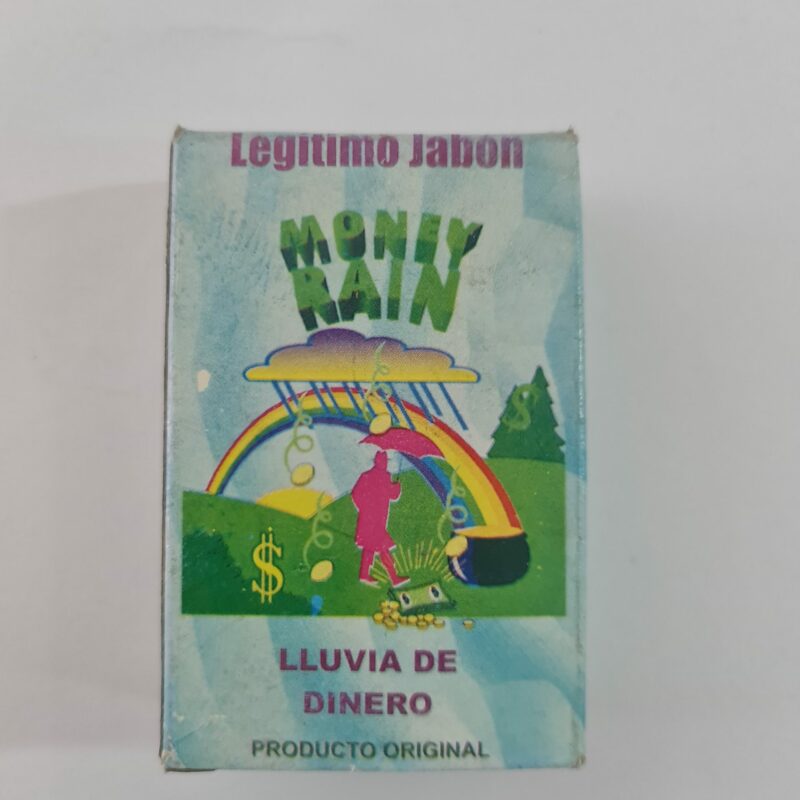 Legitimo Jabon
MONEY
RAIN
$
$
LLUVIA DE
DINERO
PRODUCTO ORIGINAL